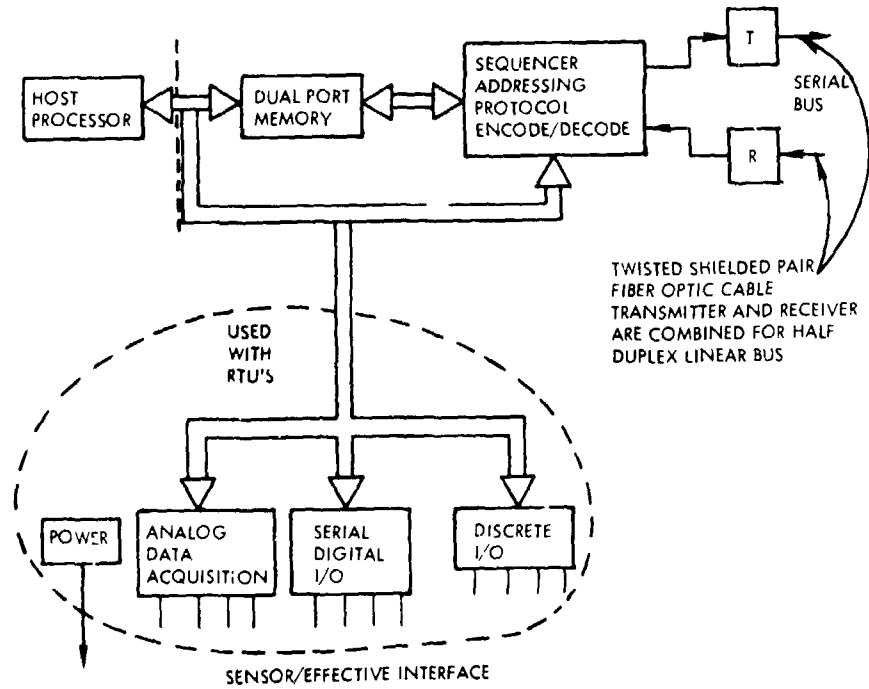 HOST
PROCESSOR
DUAL PORT
MEMORY
SEQUENCER
ADDRESSING
PROTOCOL
ENCODE/DECODE
T
SERIAL
BUS
R
TWISTED SHIELDED PAIR
FIBER OPTIC CABLE
TRANSMITTER AND RECEIVER
ARE COMBINED FOR HALF
DUPLEX LINEAR BUS
USED
WITH
RTU'S
POWER
ANALOG
DATA
ACQUISITION
SERIAL
DIGITAL
I/O
DISCRETE
I/O
SENSOR/EFFECTIVE INTERFACE